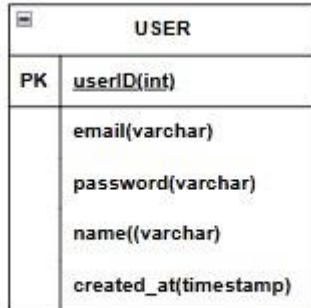 USER
PK userID(int)
email(varchar)
password(varchar)
name((varchar)
created_at(timestamp)